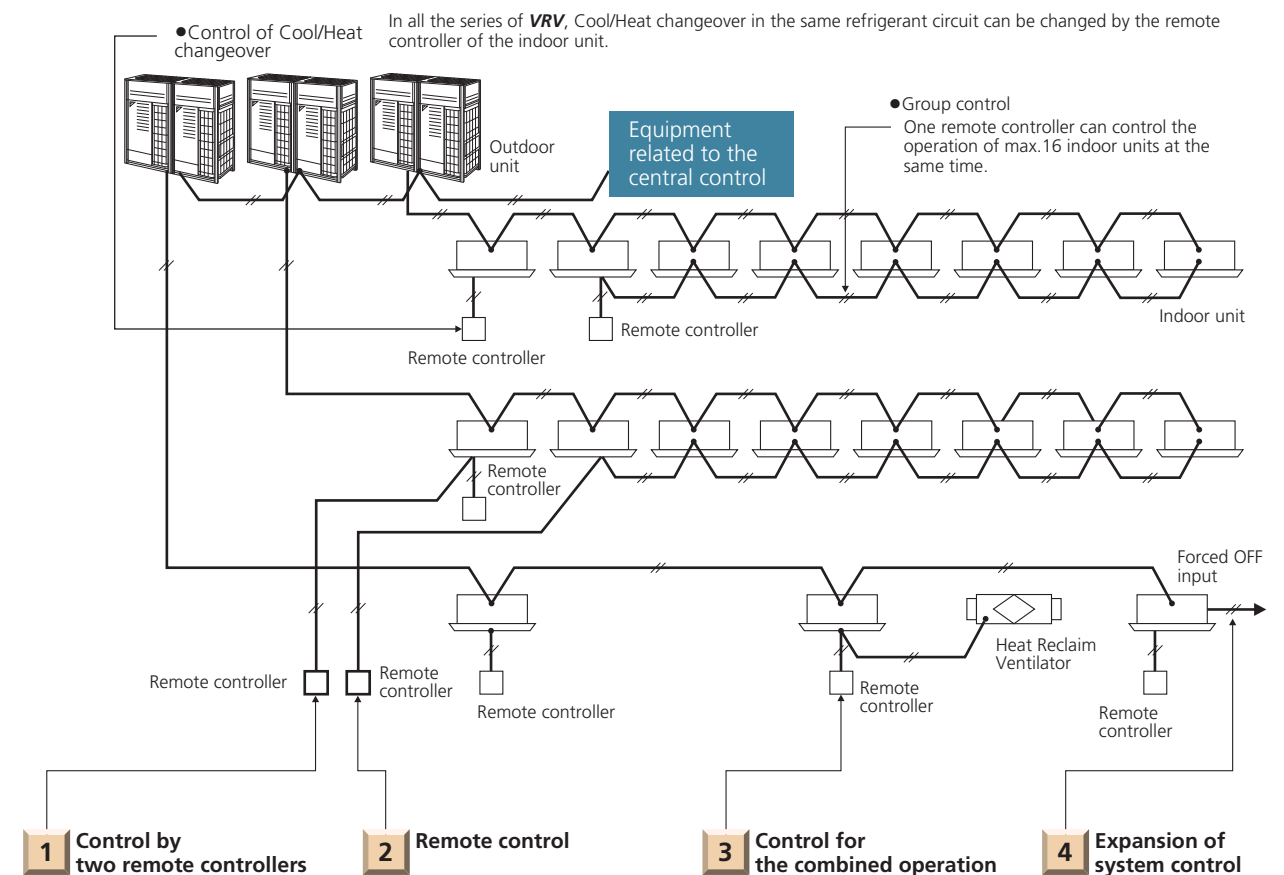 In all the series of VRV, Cool/Heat changeover in the same refrigerant circuit can be changed by the remote
controller of the indoor unit.
●Control of Cool/Heat
changeover
Outdoor
unit
Equipment
related to the
central control
●Group control
One remote controller can control the
operation of max.16 indoor units at the
same time.
Indoor unit
Remote controller
Remote controller
Remote
controller
Forced OFF
input
Heat Reclaim
Ventilator
Remote controller
Remote
controller
Remote controller
Remote
controller
Remote
controller
1 Control by
two remote controllers
2 Remote control
3 Control for
the combined operation
4 Expansion of
system control